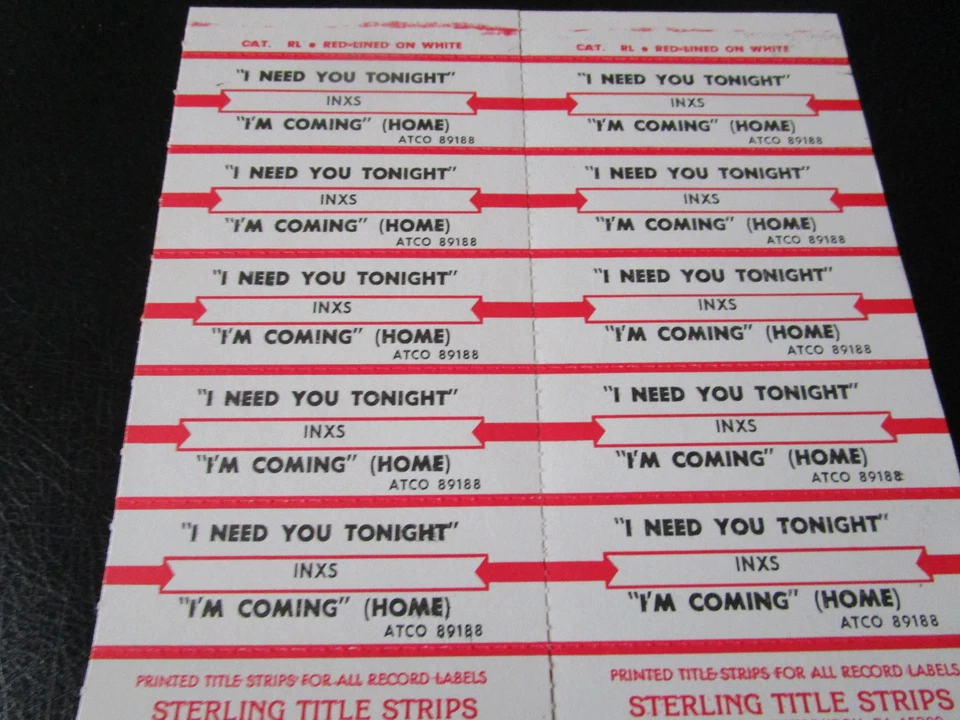 CAT. RL • RED-LINED ON WHITE
CAT. RL • RED-LINED ON WHITE
"I NEED YOU TONIGHT"
INXS
"I'M COMING" (HOME)
ATCO 89188
"I NEED YOU TONIGHT"
INXS
"I'M COMING" (HOME)
ATCO 89188
"I NEED YOU TONIGHT"
INXS
"I'M COMING" (HOME)
ATCO 89188
"I NEED YOU TONIGHT"
INXS
"I'M COMING" (HOME)
ATCO 89188
"I NEED YOU TONIGHT"
INXS
"I'M COMING" (HOME)
ATCO 89188
"I NEED YOU TONIGHT"
INXS
"I'M COMING" (HOME)
ATCO 89188
"I NEED YOU TONIGHT"
INXS
"I'M COMING" (HOME)
ATCO 89188
"I NEED YOU TONIGHT"
INXS
"I'M COMING" (HOME)
ATCO 89188
"I NEED YOU TONIGHT"
INXS
"I'M COMING" (HOME)
ATCO 89188
"I NEED YOU TONIGHT"
INXS
"I'M COMING" (HOME)
ATCO 89188
PRINTED TITLE STRIPS FOR ALL RECORD LABELS
STERLING TITLE STRIPS
PRINTED TITLE STRIPS FOR ALL RECORD LABELS
STERLING TITLE STRIPS